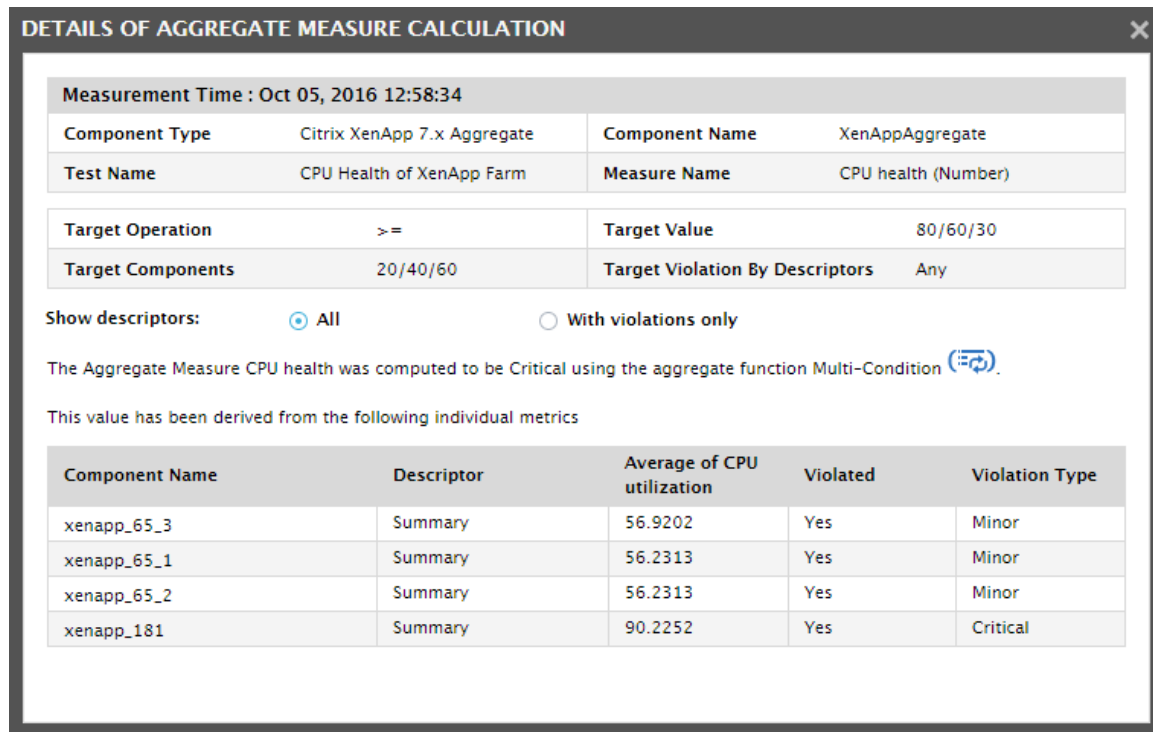 DETAILS OF AGGREGATE MEASURE CALCULATION
Measurement Time : Oct 05, 2016 12:58:34
Component Type Citrix XenApp 7.x Aggregate Component Name XenAppAggregate
Test Name CPU Health of XenApp Farm Measure Name CPU health (Number)
Target Operation >= Target Value 80/60/30
Target Components 20/40/60 Target Violation By Descriptors Any
Show descriptors: All With violations only
The Aggregate Measure CPU health was computed to be Critical using the aggregate function Multi-Condition ( ).
This value has been derived from the following individual metrics
Component Name Descriptor Average of CPU utilization Violated Violation Type
xenapp_65_3 Summary 56.9202 Yes Minor
xenapp_65_1 Summary 56.2313 Yes Minor
xenapp_65_2 Summary 56.2313 Yes Minor
xenapp_181 Summary 90.2252 Yes Critical